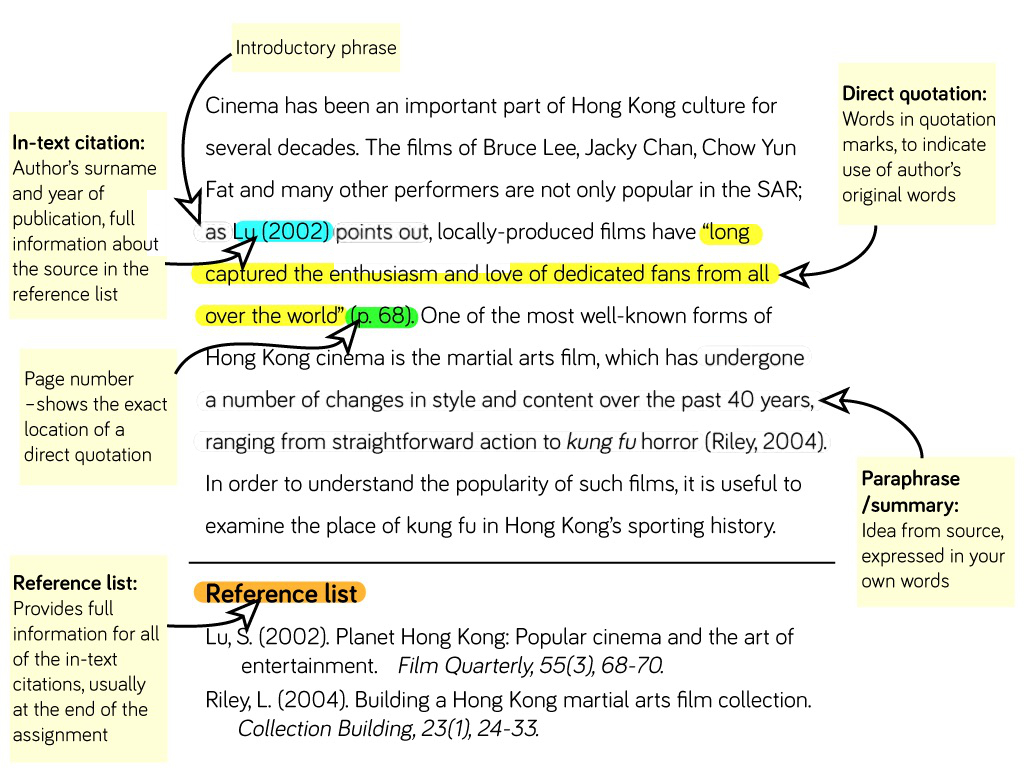 Introductory phrase
In-text citation:
Author's surname
and year of
publication, full
information about
the source in the
reference list
Direct quotation:
Words in quotation
marks, to indicate
use of author's
original words
Cinema has been an important part of Hong Kong culture for
several decades. The films of Bruce Lee, Jacky Chan, Chow Yun
Fat and many other performers are not only popular in the SAR;
as Lu (2002) points out, locally-produced films have “long
captured the enthusiasm and love of dedicated fans from all
over the world” (p. 68). One of the most well-known forms of
Hong Kong cinema is the martial arts film, which has undergone
a number of changes in style and content over the past 40 years,
ranging from straightforward action to kung fu horror (Riley, 2004).
In order to understand the popularity of such films, it is useful to
examine the place of kung fu in Hong Kong's sporting history.
Page number
–shows the exact
location of a
direct quotation
Paraphrase
/summary:
Idea from source,
expressed in your
own words
Reference list:
Provides full
information for all
of the in-text
citations, usually
at the end of the
assignment
Reference list
Lu, S. (2002). Planet Hong Kong: Popular cinema and the art of
entertainment. Film Quarterly, 55(3), 68-70.
Riley, L. (2004). Building a Hong Kong martial arts film collection.
Collection Building, 23(1), 24-33.